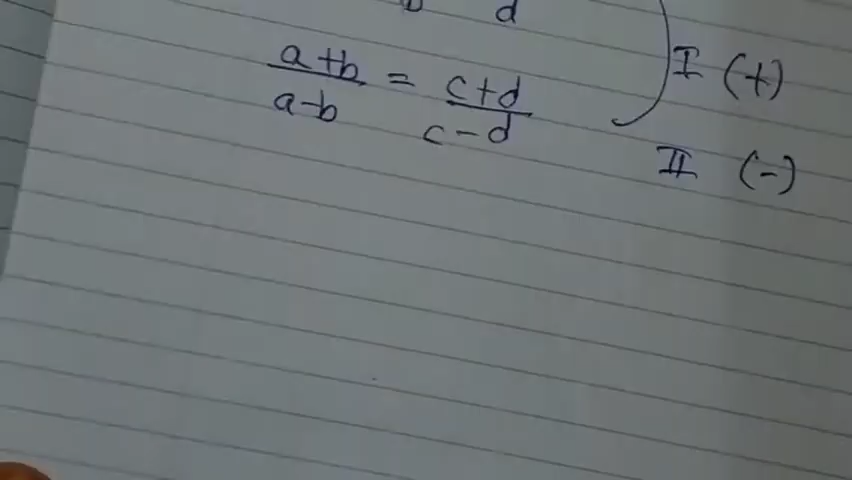 b d
a+b = c+d I (+)
a-b c-d
II (-)